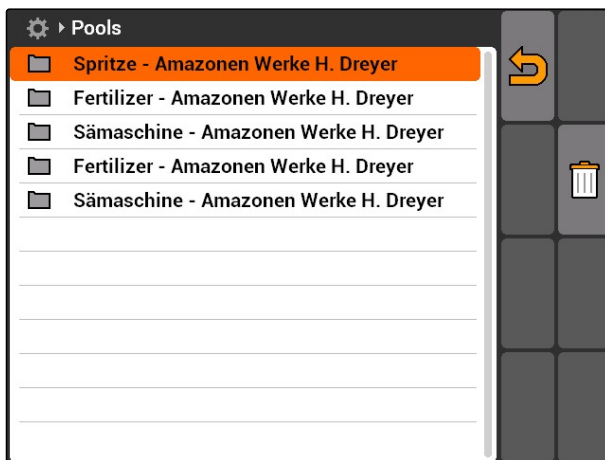 Pools
Spritze - Amazonen Werke H. Dreyer
Fertilizer - Amazonen Werke H. Dreyer
Sämaschine - Amazonen Werke H. Dreyer
Fertilizer - Amazonen Werke H. Dreyer
Sämaschine - Amazonen Werke H. Dreyer